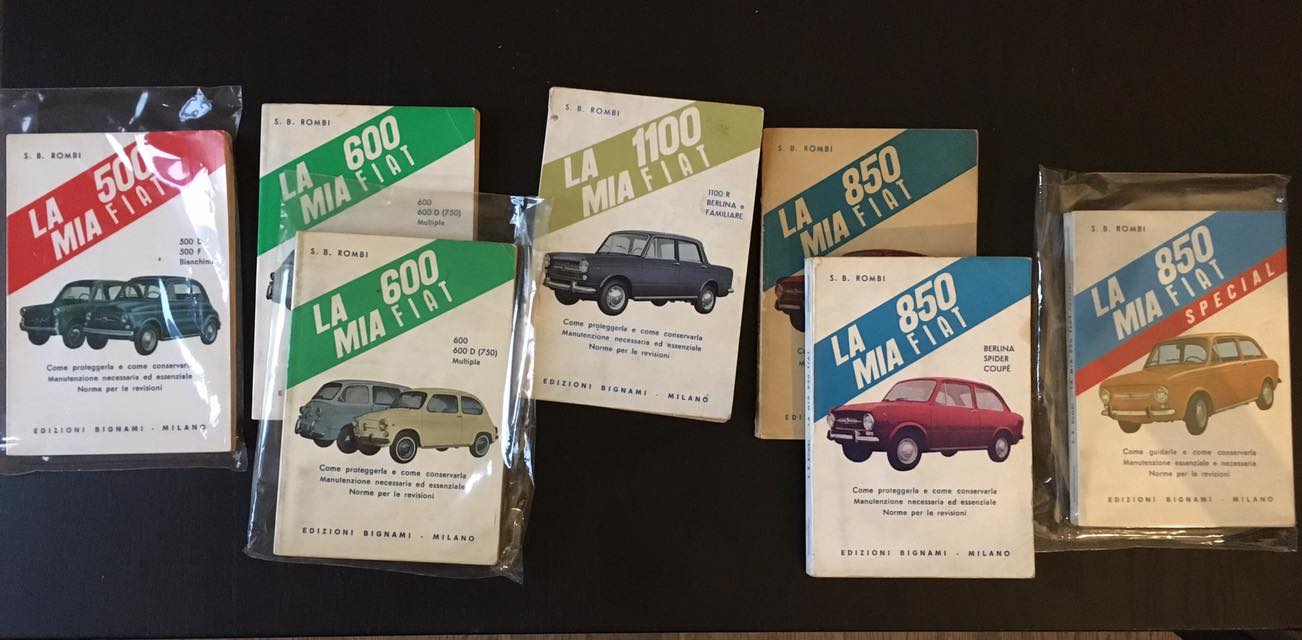 S. B. ROMBI
LA MIA 500 FIAT
500 D
500 F
Bianchina
Come proteggerla e come conservarla
Manutenzione necessaria ed essenziale
Norme per le revisioni
EDIZIONI BIGNAMI - MILANO
S. B. ROMBI
LA MIA 600 FIAT
600
600 D (750)
Multipla
S. B. ROMBI
LA MIA 600 FIAT
600
600 D (750)
Multipla
Come proteggerla e come conservarla
Manutenzione necessaria ed essenziale
Norme per le revisioni
EDIZIONI BIGNAMI - MILANO
S. B. ROMBI
LA MIA 1100 FIAT
1100/R
BERLINA e
FAMILIARE
Come proteggerla e come conservarla
Manutenzione necessaria ed essenziale
Norme per le revisioni
EDIZIONI BIGNAMI - MILANO
S. B. ROMBI
LA MIA 850 FIAT
S. B. ROMBI
LA MIA 850 FIAT
BERLINA
SPIDER
COUPÉ
Come proteggerla e come conservarla
Manutenzione necessaria ed essenziale
Norme per le revisioni
EDIZIONI BIGNAMI - MILANO
S. B. ROMBI
LA MIA 850 FIAT
SPECIAL
Come guidarla e come conservarla
Manutenzione essenziale e necessaria
Norme per le revisioni
EDIZIONI BIGNAMI - MILANO